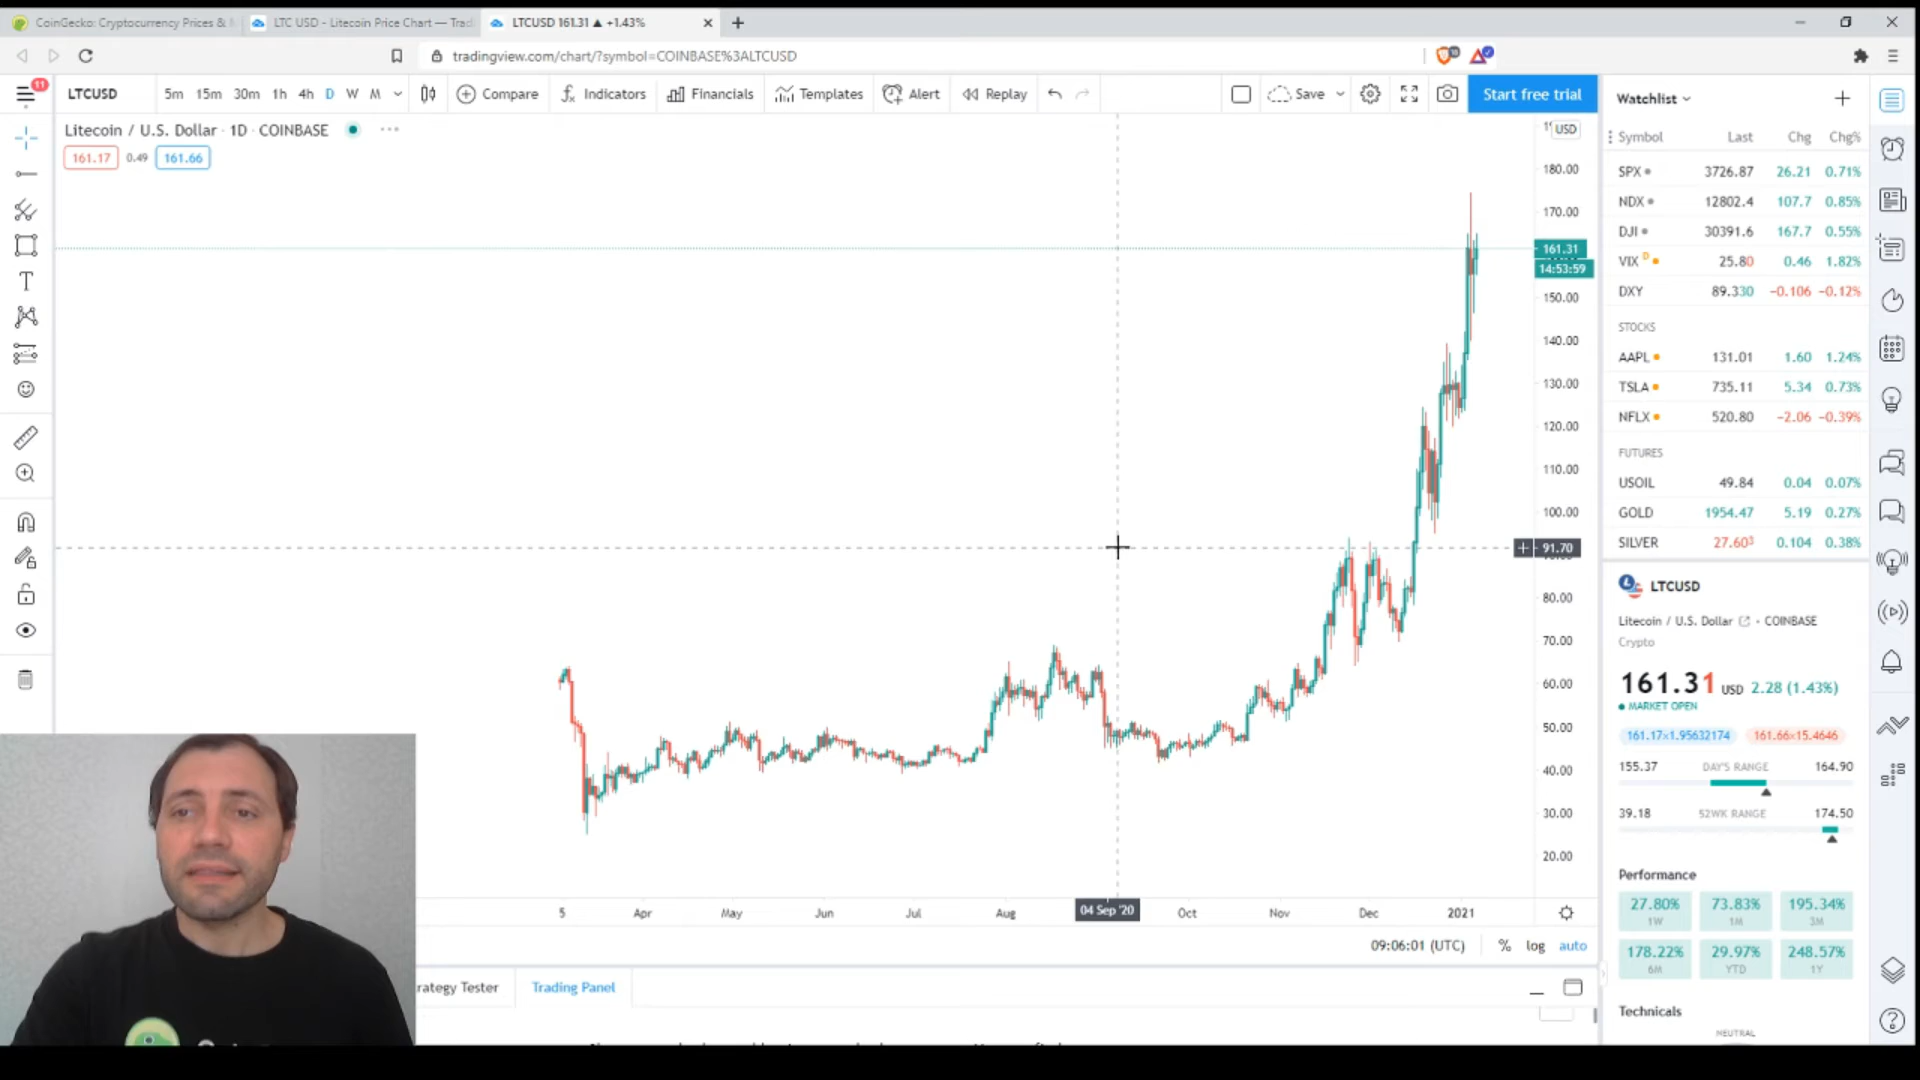 CoinGecko: Cryptocurrency Prices &
LTC USD - Litecoin Price Chart — Trad
LTCUSD 161.31 ▲ +1.43%
tradingview.com/chart/?symbol=COINBASE%3ALTCUSD
11
LTCUSD 5m 15m 30m 1h 4h D W M Compare Indicators Financials Templates Alert Replay Save Start free trial
Litecoin / U.S. Dollar · 1D · COINBASE
161.17 0.49 161.66
USD
180.00
170.00
161.31
14:53:59
150.00
140.00
130.00
120.00
110.00
100.00
91.70
80.00
70.00
60.00
50.00
40.00
30.00
20.00
5 Apr May Jun Jul Aug 04 Sep '20 Oct Nov Dec 2021
09:06:01 (UTC) % log auto
rategy Tester Trading Panel
Watchlist
Symbol Last Chg Chg%
SPX 3726.87 26.21 0.71%
NDX 12802.4 107.7 0.85%
DJI 30391.6 167.7 0.55%
VIX D 25.80 0.46 1.82%
DXY 89.330 −0.106 −0.12%
STOCKS
AAPL 131.01 1.60 1.24%
TSLA 735.11 5.34 0.73%
NFLX 520.80 −2.06 −0.39%
FUTURES
USOIL 49.84 0.04 0.07%
GOLD 1954.47 5.19 0.27%
SILVER 27.603 0.104 0.38%
LTCUSD
Litecoin / U.S. Dollar • COINBASE
Crypto
161.31 USD 2.28 (1.43%)
MARKET OPEN
161.17×1.95632174 161.66×15.4646
155.37 DAY'S RANGE 164.90
39.18 52WK RANGE 174.50
Performance
27.80% 73.83% 195.34%
1W 1M 3M
178.22% 29.97% 248.57%
6M YTD 1Y
Technicals
NEUTRAL